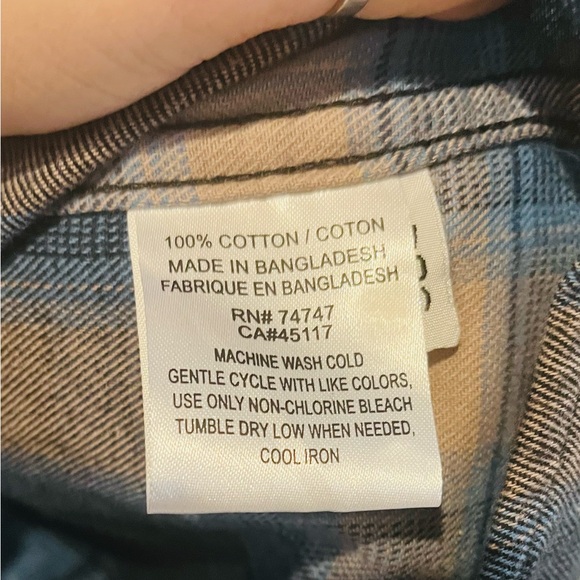 100% COTTON / COTON
MADE IN BANGLADESH
FABRIQUE EN BANGLADESH
RN# 74747
CA#45117
MACHINE WASH COLD
GENTLE CYCLE WITH LIKE COLORS,
USE ONLY NON-CHLORINE BLEACH
TUMBLE DRY LOW WHEN NEEDED,
COOL IRON